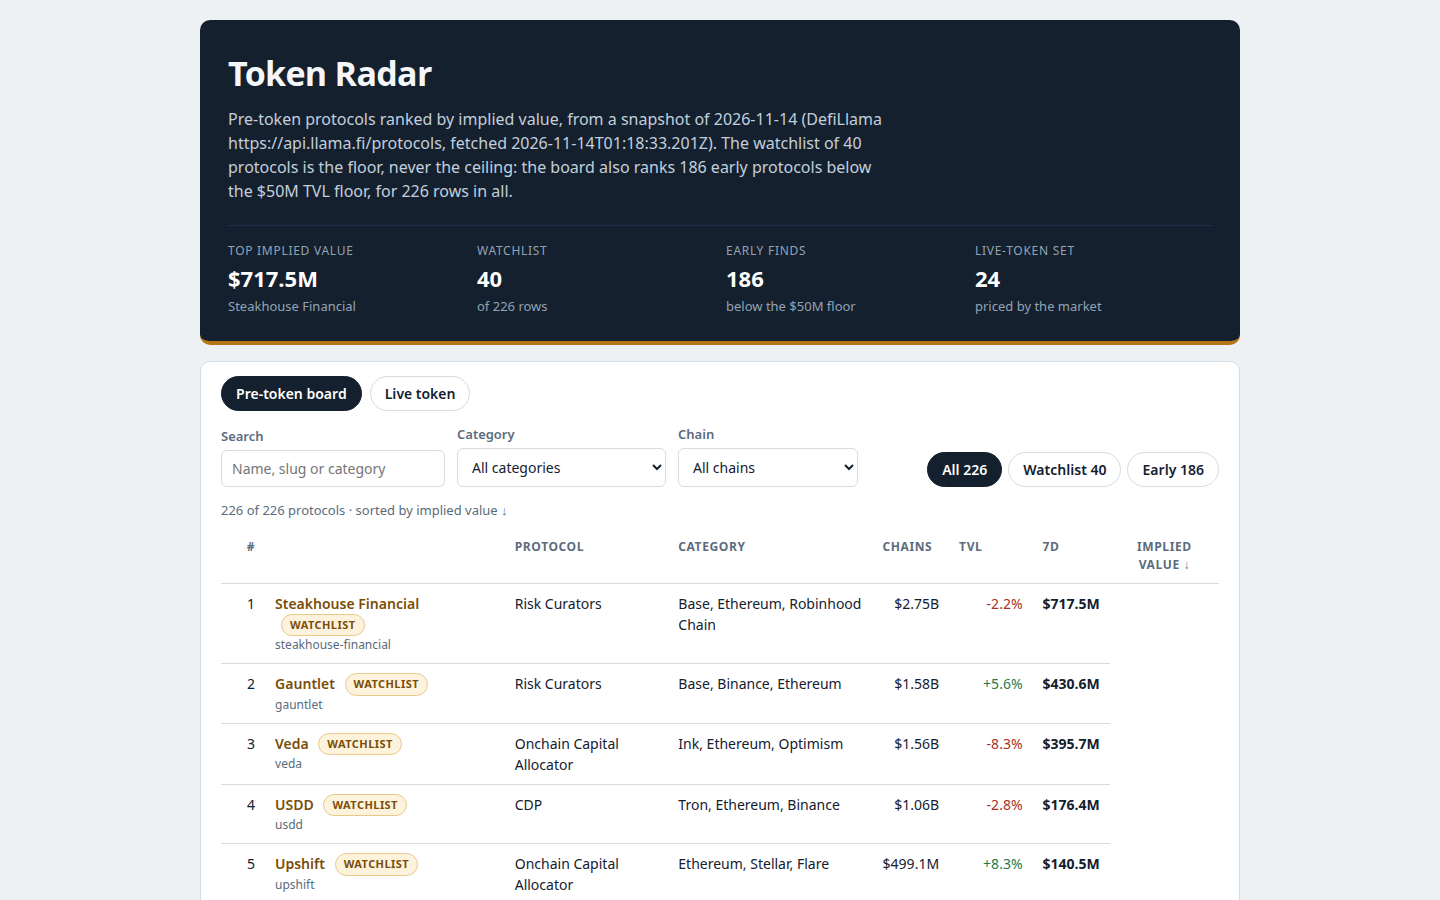 Token Radar
Pre-token protocols ranked by implied value, from a snapshot of 2026-11-14 (DefiLlama
https://api.llama.fi/protocols, fetched 2026-11-14T01:18:33.201Z). The watchlist of 40
protocols is the floor, never the ceiling: the board also ranks 186 early protocols below
the $50M TVL floor, for 226 rows in all.
TOP IMPLIED VALUE WATCHLIST EARLY FINDS LIVE-TOKEN SET
$717.5M 40 186 24
Steakhouse Financial of 226 rows below the $50M floor priced by the market
Pre-token board Live token
Search Category Chain
Name, slug or category All categories All chains All 226 Watchlist 40 Early 186
226 of 226 protocols · sorted by implied value ↓
# PROTOCOL CATEGORY CHAINS TVL 7D IMPLIED
VALUE ↓
1 Steakhouse Financial Risk Curators Base, Ethereum, Robinhood $2.75B -2.2% $717.5M
WATCHLIST Chain
steakhouse-financial
2 Gauntlet WATCHLIST Risk Curators Base, Binance, Ethereum $1.58B +5.6% $430.6M
gauntlet
3 Veda WATCHLIST Onchain Capital Ink, Ethereum, Optimism $1.56B -8.3% $395.7M
veda Allocator
4 USDD WATCHLIST CDP Tron, Ethereum, Binance $1.06B -2.8% $176.4M
usdd
5 Upshift WATCHLIST Onchain Capital Ethereum, Stellar, Flare $499.1M +8.3% $140.5M
upshift Allocator